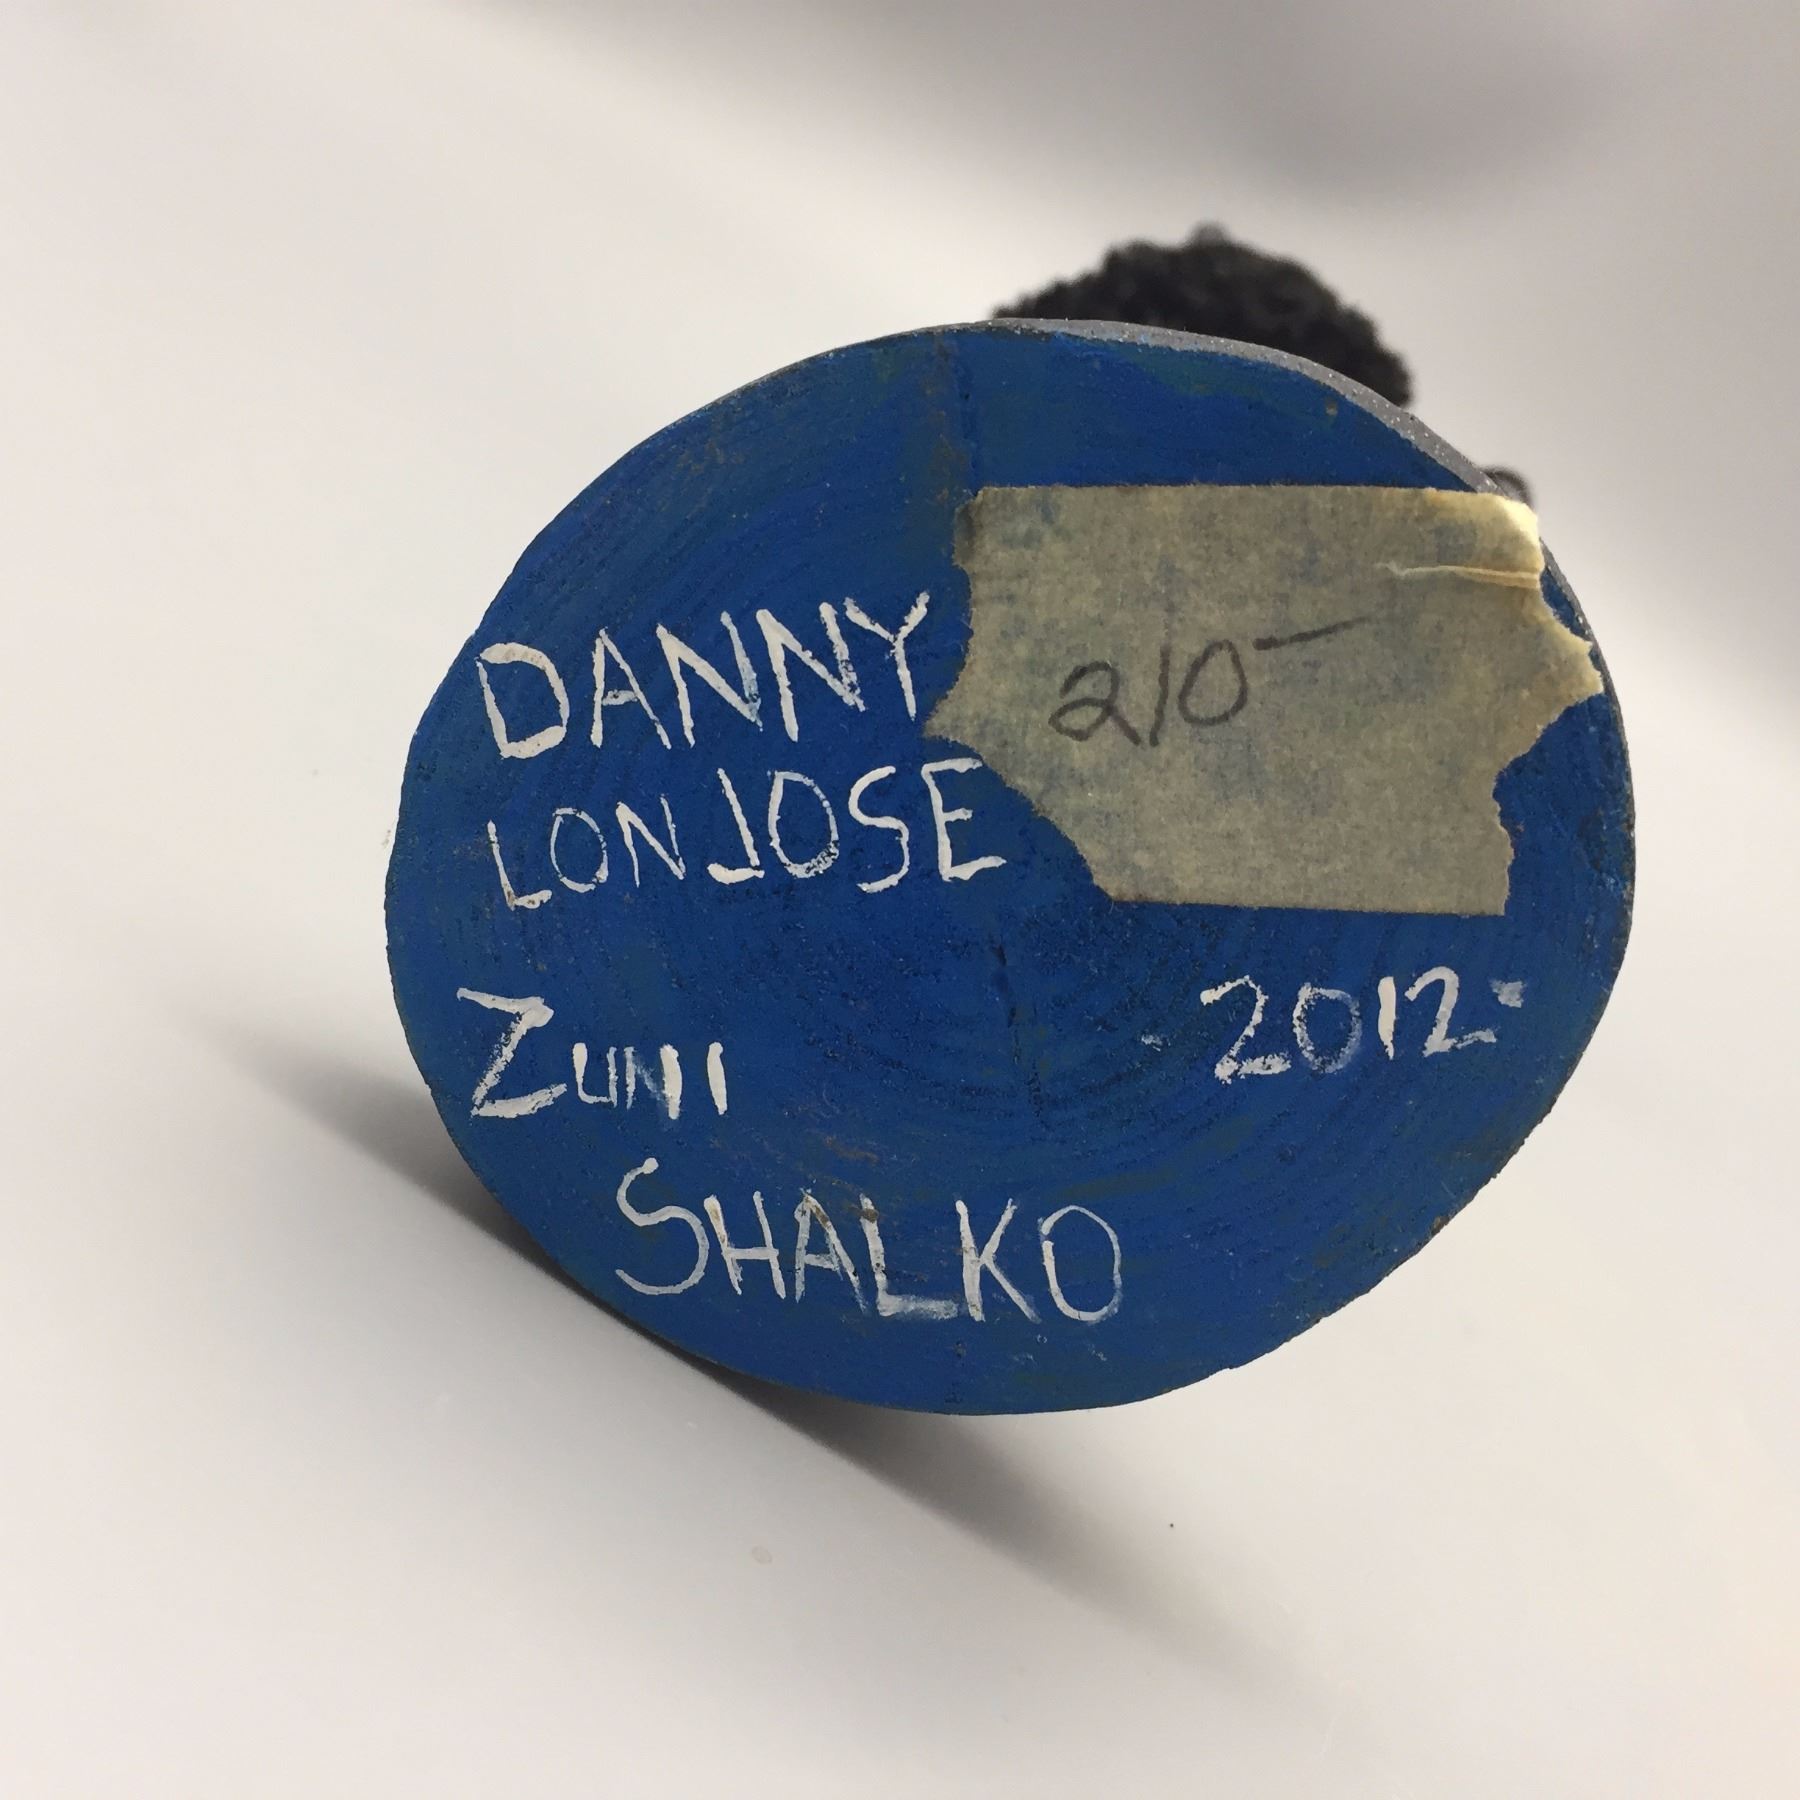 DANNY
LONJOSE
210-
ZUNI
-2012-
SHALKO